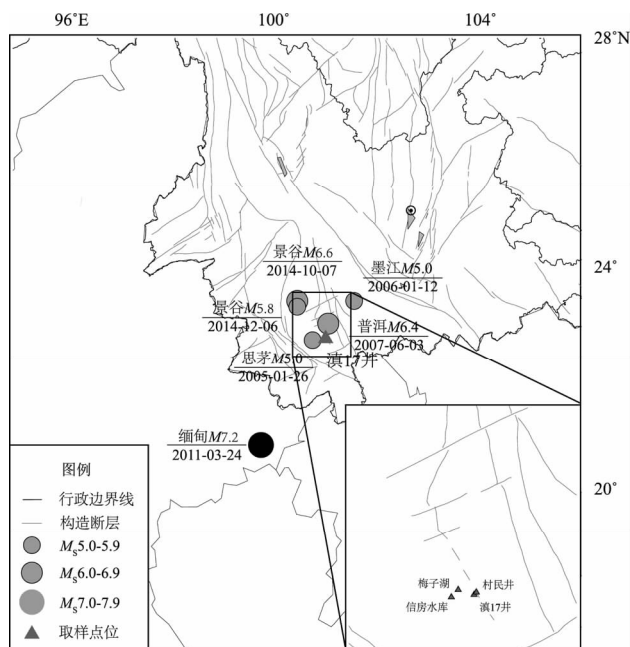 96°E
100°
104°
28°N
24°
20°
景谷M6.6
2014-10-07
墨江M5.0
2006-01-12
景谷M5.8
2014-12-06
普洱M6.4
2007-06-03
思茅M5.0
2005-01-26
滇17井
缅甸M7.2
2011-03-24
图例
行政边界线
构造断层
Ms5.0-5.9
Ms6.0-6.9
Ms7.0-7.9
取样点位
梅子湖
村民井
信房水库
滇17井